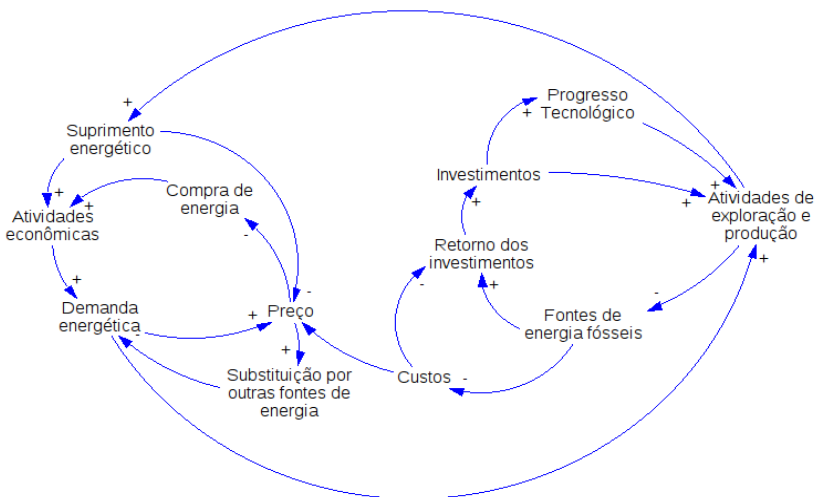 Progresso
Tecnológico
+
+
Suprimento
energético
Investimentos
+
Compra de
energia
+
+
+
Atividades de
exploração e
produção
+
+
Atividades
econômicas
-
Retorno dos
investimentos
+
+
-
+
-
-
Demanda
energética
-
+
Preço
Fontes de
energia fósseis
+
Substituição por
outras fontes de
energia
Custos
-